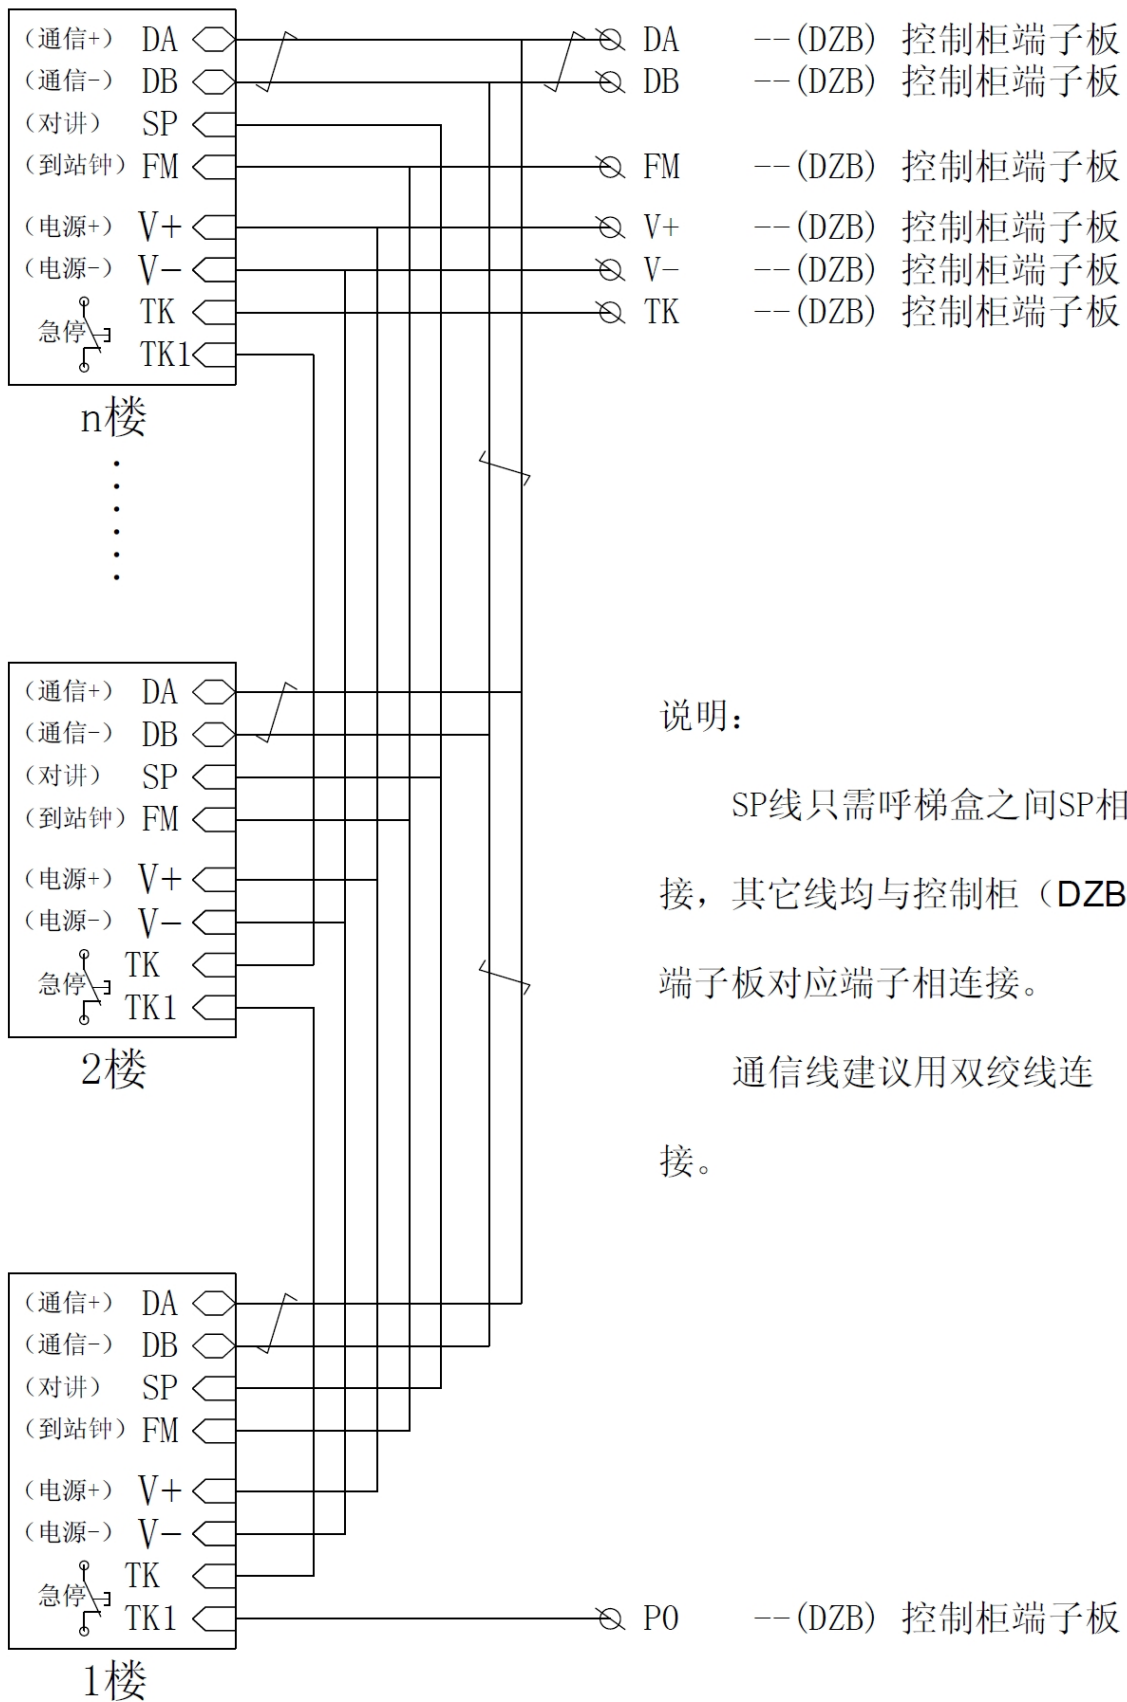 (通信+) DA DA --(DZB) 控制柜端子板
(通信-) DB DB --(DZB) 控制柜端子板
(对讲) SP
(到站钟) FM FM --(DZB) 控制柜端子板
(电源+) V+ V+ --(DZB) 控制柜端子板
(电源-) V- V- --(DZB) 控制柜端子板
TK TK --(DZB) 控制柜端子板
急停
TK1
n楼
(通信+) DA
(通信-) DB
(对讲) SP
(到站钟) FM
(电源+) V+
(电源-) V-
TK
急停
TK1
2楼
说明：
SP线只需呼梯盒之间SP相
接，其它线均与控制柜（DZB
端子板对应端子相连接。
通信线建议用双绞线连
接。
(通信+) DA
(通信-) DB
(对讲) SP
(到站钟) FM
(电源+) V+
(电源-) V-
TK
急停
TK1 P0 --(DZB) 控制柜端子板
1楼